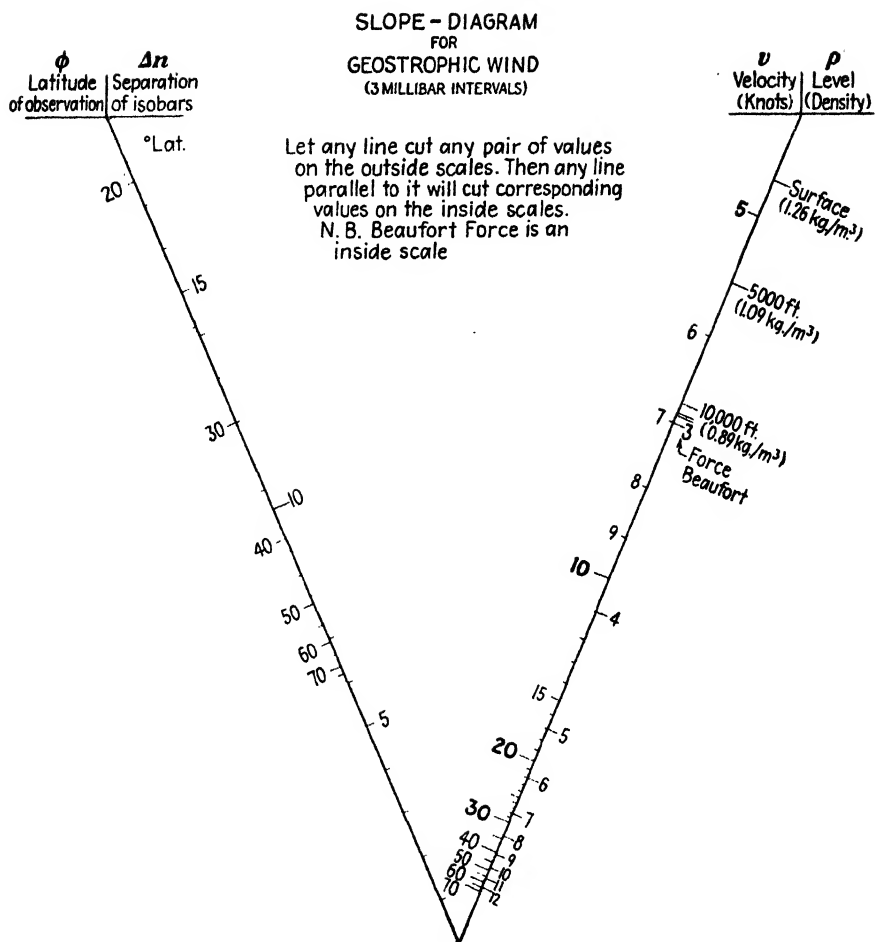 SLOPE - DIAGRAM
FOR
GEOSTROPHIC WIND
(3 MILLIBAR INTERVALS)
ϕ
Latitude
of observation
Δn
Separation
of isobars
°Lat.
v
Velocity
(Knots)
ρ
Level
(Density)
Let any line cut any pair of values
on the outside scales. Then any line
parallel to it will cut corresponding
values on the inside scales.
N. B. Beaufort Force is an
inside scale
20
30
40
50
60
70
15
10
5
5
6
7
8
9
10
15
20
30
40
50
60
70
Surface
(1.26 kg/m³)
5000 ft.
(1.09 kg./m³)
10,000 ft.
(0.89 kg./m³)
3
Force
Beaufort
4
5
6
7
8
9
10
11
12